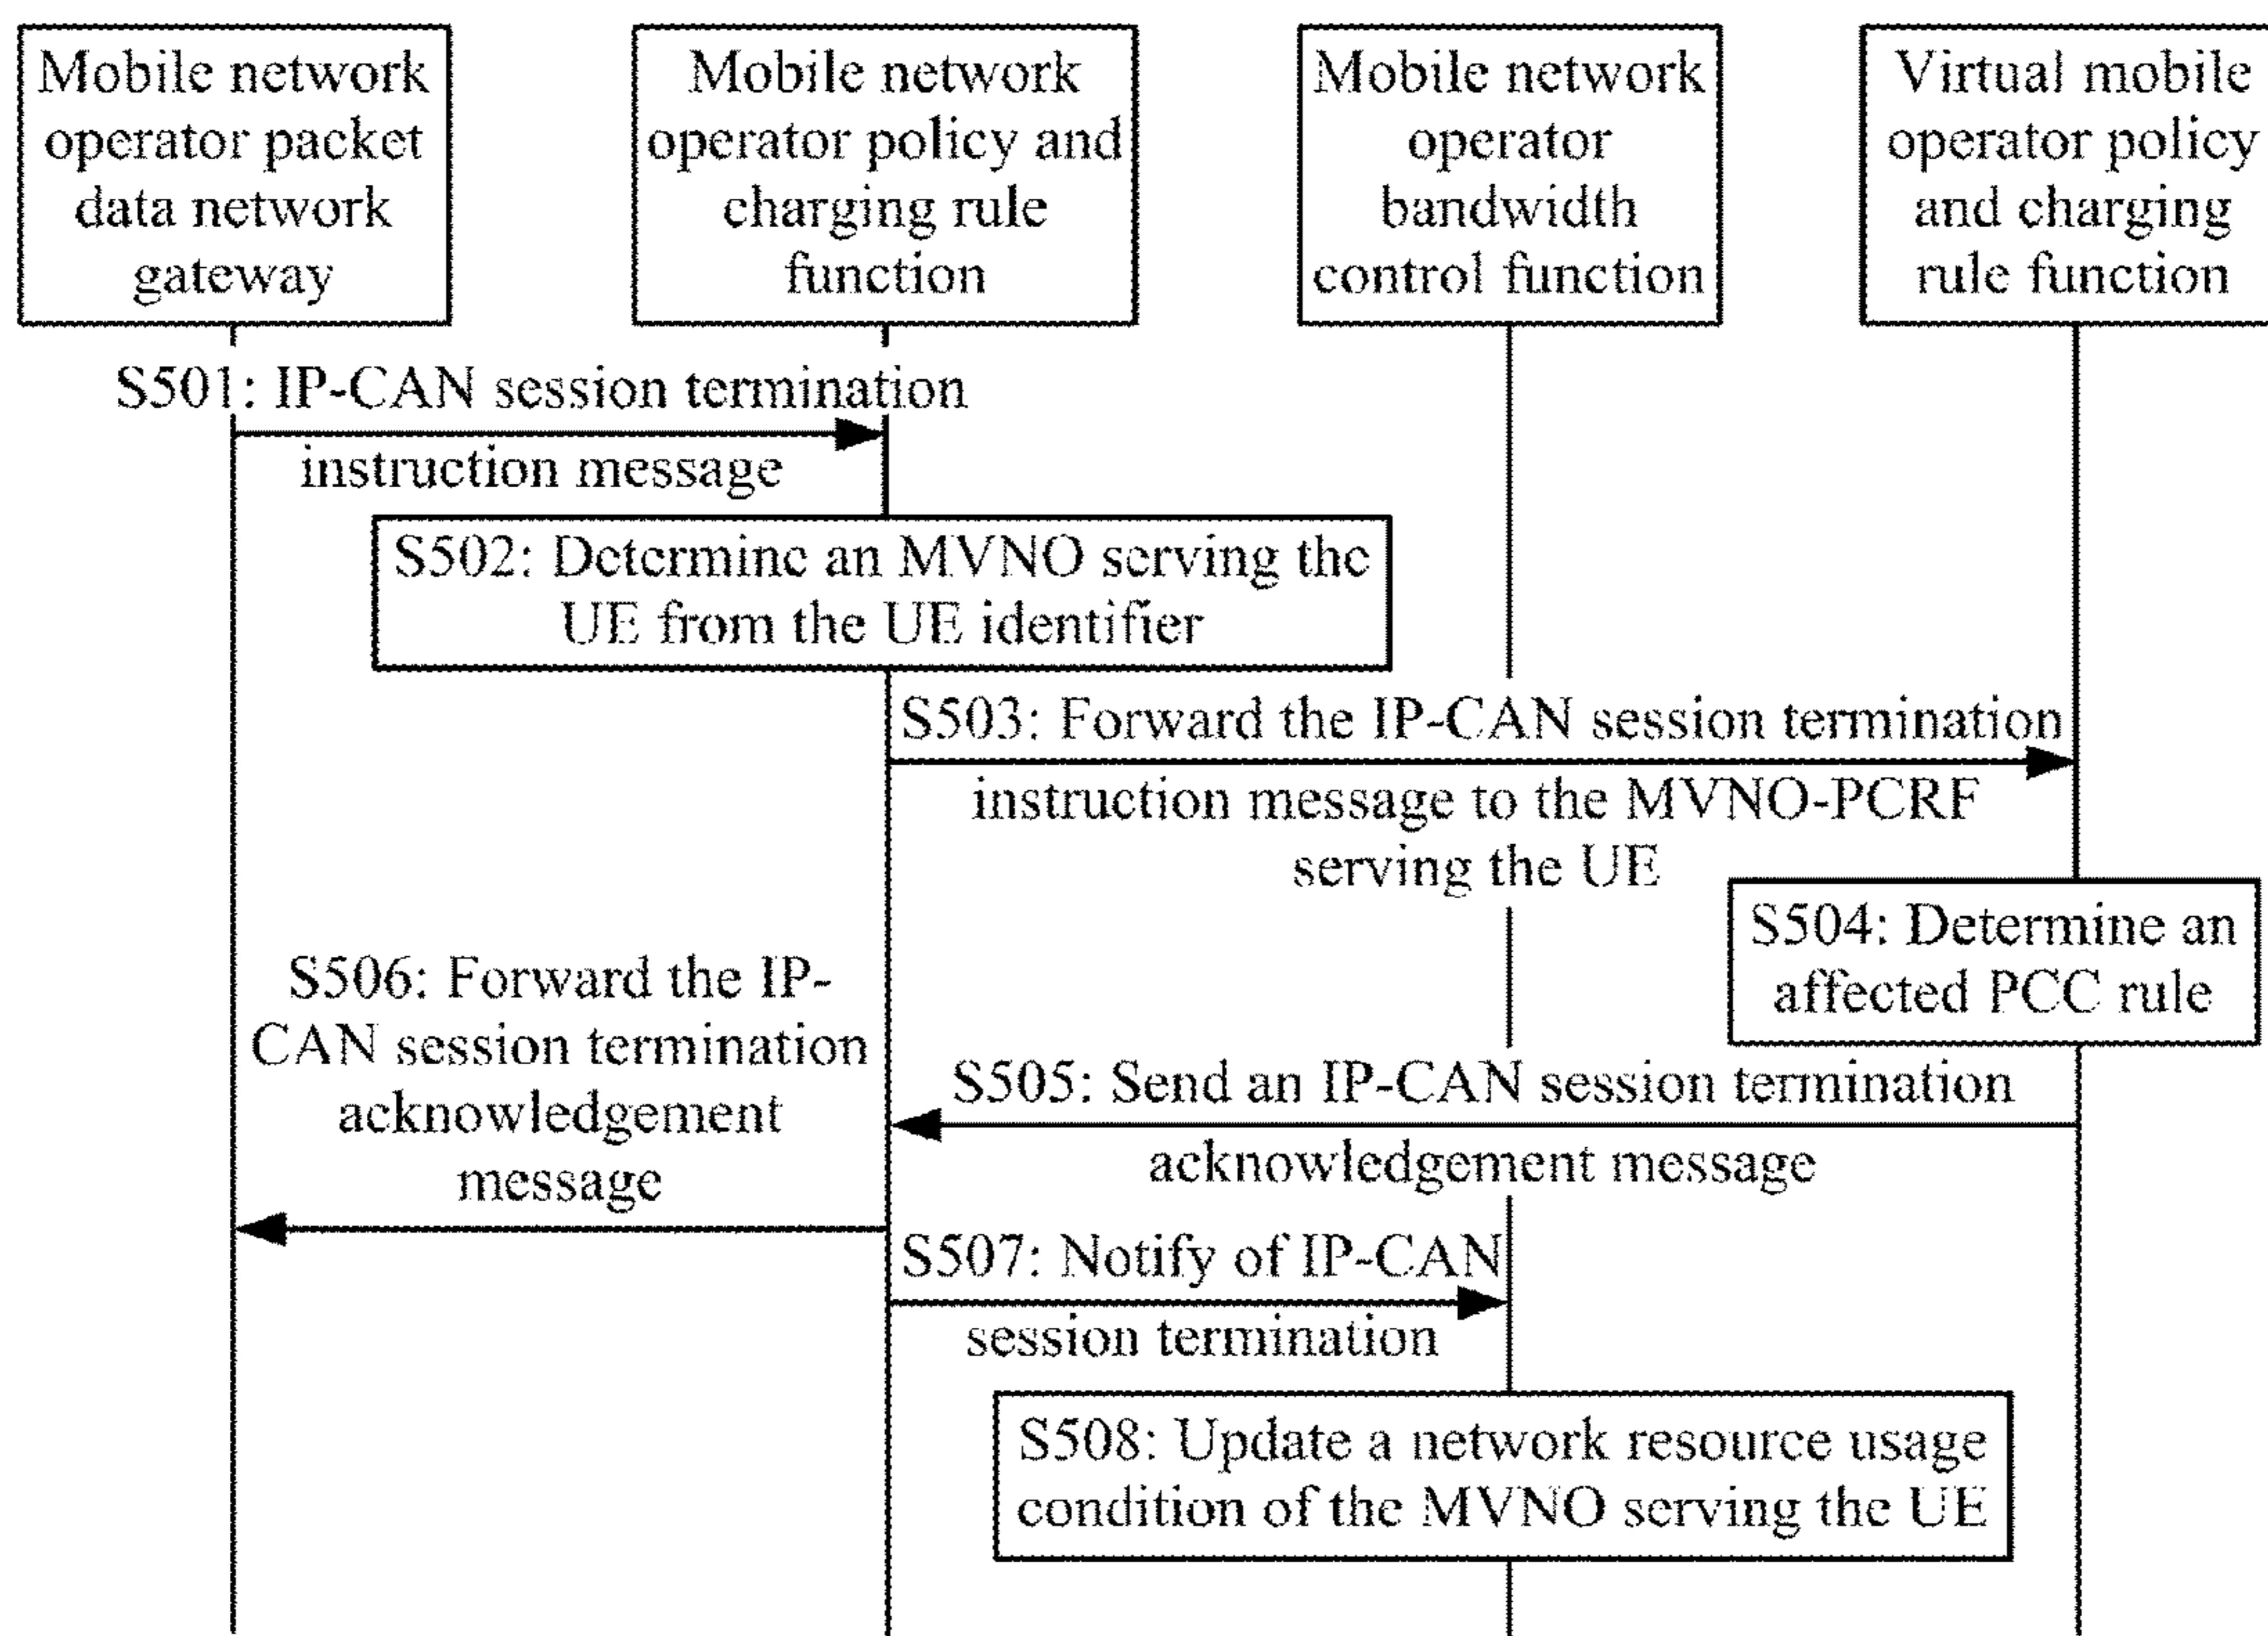 Mobile network
operator packet
data network
gateway
Mobile network
operator policy and
charging rule
function
Mobile network
operator
bandwidth
control function
Virtual mobile
operator policy
and charging
rule function
S501: IP-CAN session termination
instruction message
S502: Determine an MVNO serving the
UE from the UE identifier
S503: Forward the IP-CAN session termination
instruction message to the MVNO-PCRF
serving the UE
S504: Determine an
affected PCC rule
S505: Send an IP-CAN session termination
acknowledgement message
S506: Forward the IP-
CAN session termination
acknowledgement
message
S507: Notify of IP-CAN
session termination
S508: Update a network resource usage
condition of the MVNO serving the UE